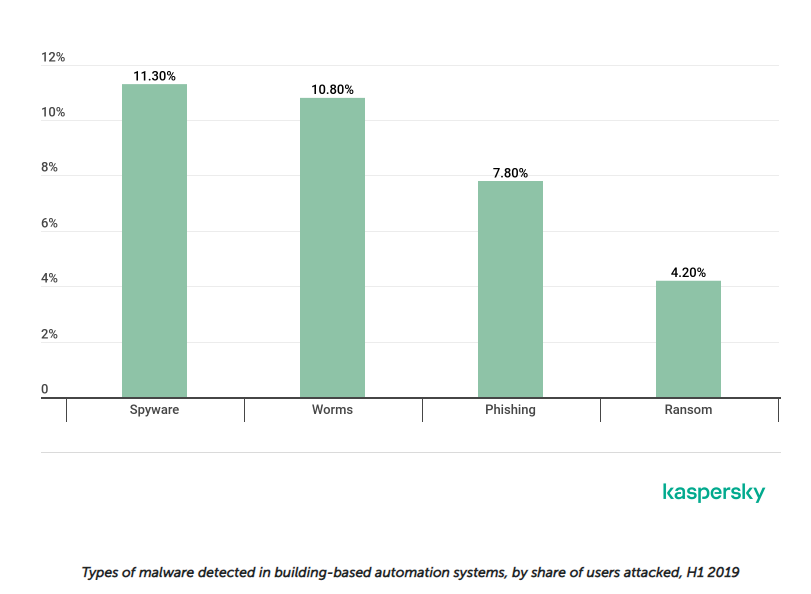 12%
10%
8%
6%
4%
2%
0
11.30%
10.80%
7.80%
4.20%
Spyware
Worms
Phishing
Ransom
kaspersky
Types of malware detected in building-based automation systems, by share of users attacked, H1 2019